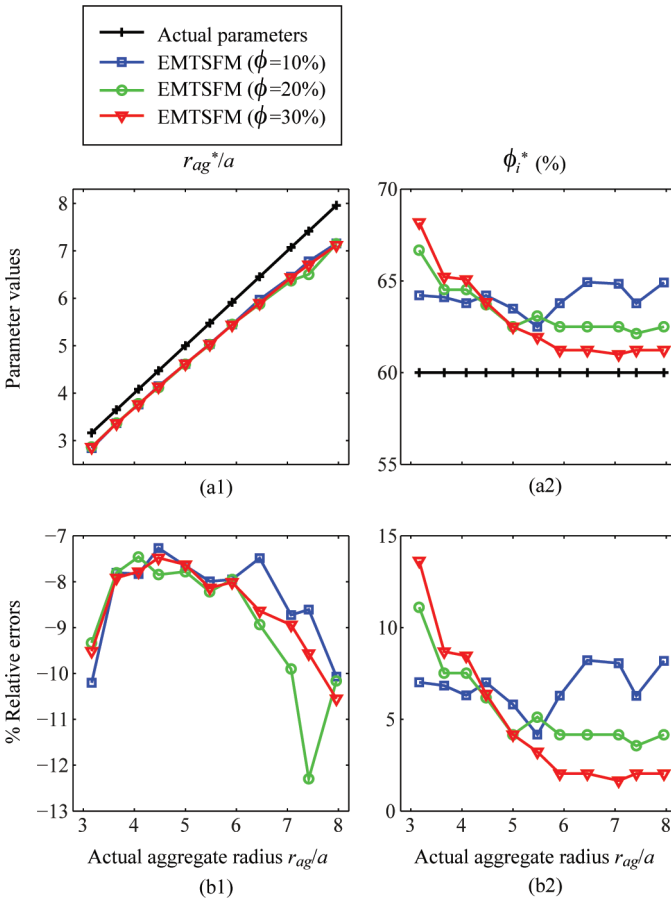 Actual parameters
EMTSFM (ϕ=10%)
EMTSFM (ϕ=20%)
EMTSFM (ϕ=30%)
r_ag*/a
ϕ_i* (%)
Parameter values
8
7
6
5
4
3
(a1)
70
65
60
55
(a2)
% Relative errors
−7
−8
−9
−10
−11
−12
−13
3 4 5 6 7 8
Actual aggregate radius r_ag/a
(b1)
15
10
5
0
3 4 5 6 7 8
Actual aggregate radius r_ag/a
(b2)